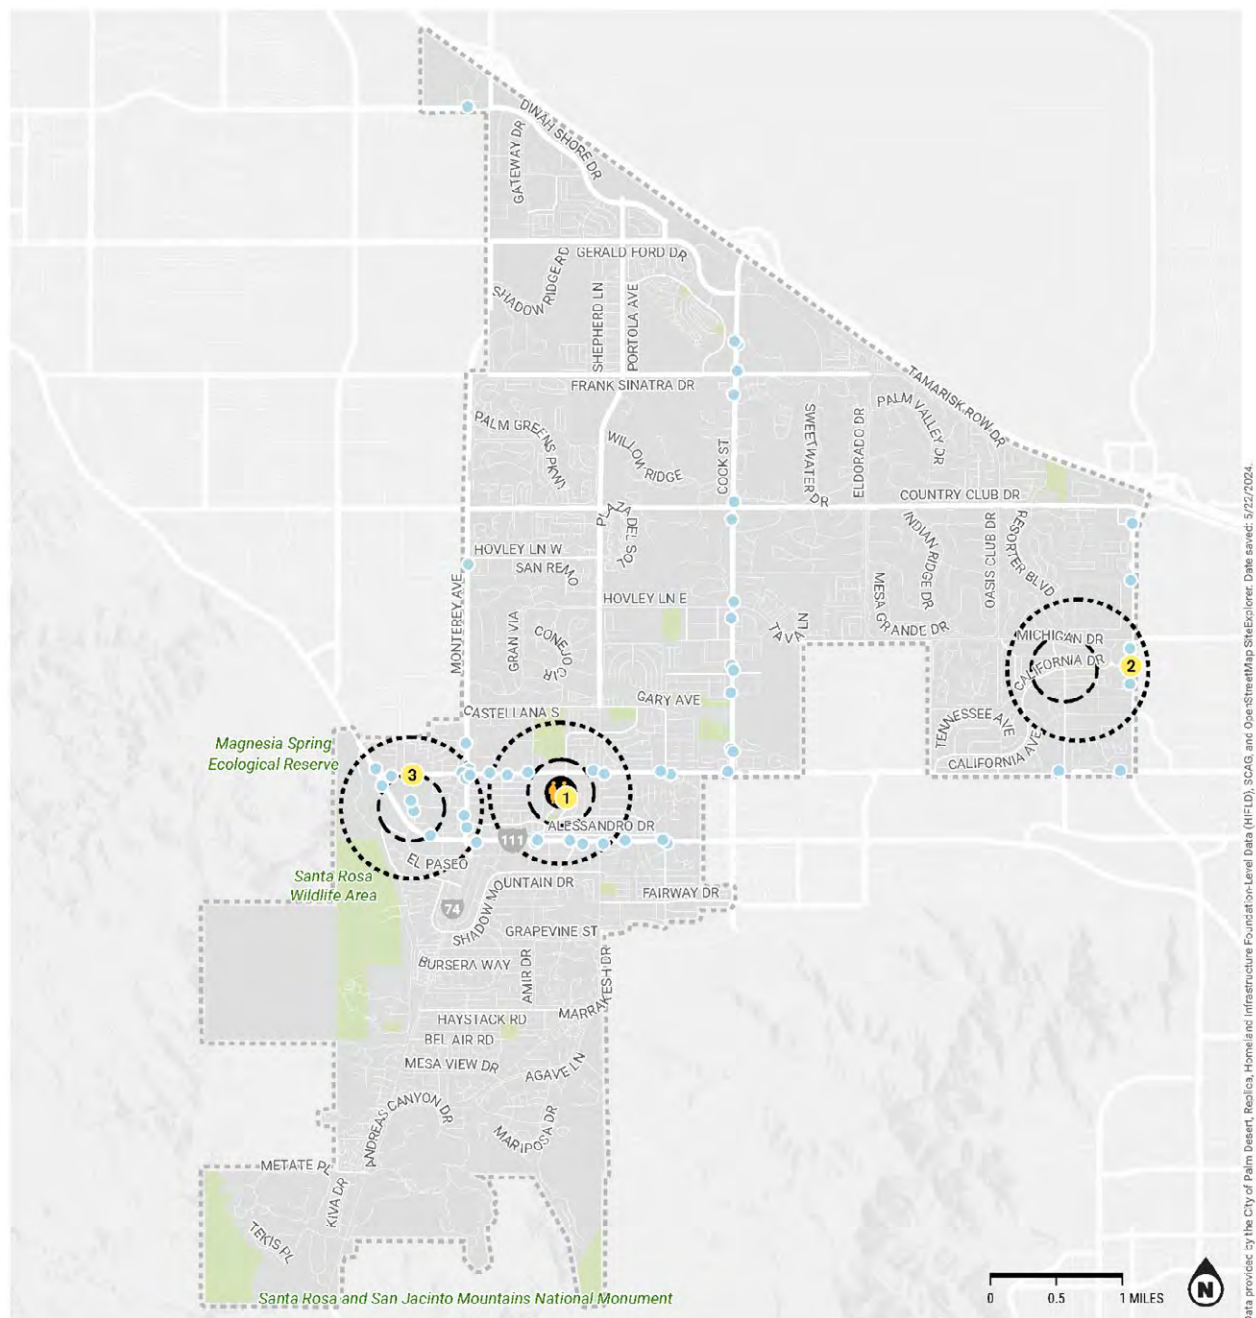 DINAH SHORE DR
GATEWAY DR
GERALD FORD DR
SHADOW RIDGE RD
SHEPHERD LN
PORTOLA AVE
FRANK SINATRA DR
TAMARISK ROW DR
PALM VALLEY DR
PALM GREENS PKWY
WILLOW RIDGE
COCK ST
SWEETWATER DR
ELDORADO DR
COUNTRY CLUB DR
PLAZA DEL SOL
INDIAN RIDGE DR
OASIS CLUB DR
RESORTER BLVD
HOVLEY LN W
SAN REMO
MONTEREY AVE
HOVLEY LN E
MESA GRANDE DR
TAVA LN
GRAN VIA
CONEJO CIR
MICHIGAN DR
CALIFORNIA DR
2
GARY AVE
CASTELLANA S
TENNESSEE AVE
CALIFORNIA AVE
Magnesia Spring
Ecological Reserve
3
1
ALESSANDRO DR
111
EL PASEO
Santa Rosa
Wildlife Area
SHADOW MOUNTAIN DR
FAIRWAY DR
74
GRAPEVINE ST
BURSERA WAY
AMIR DR
MARRAKESH DR
HAYSTACK RD
BEL AIR RD
MESA VIEW DR
AGAVE LN
ANDREAS CANYON DR
MARIPOSA DR
METATE PL
KIVA DR
TEKIS PL
Santa Rosa and San Jacinto Mountains National Monument
0 0.5 1 MILES
N
Data provided by the City of Palm Desert, Replica, Homeland Infrastructure Foundation-Level Data (HIFLD), SCAG, and OpenStreetMap SiteExplorer. Date saved: 5/22/2024.